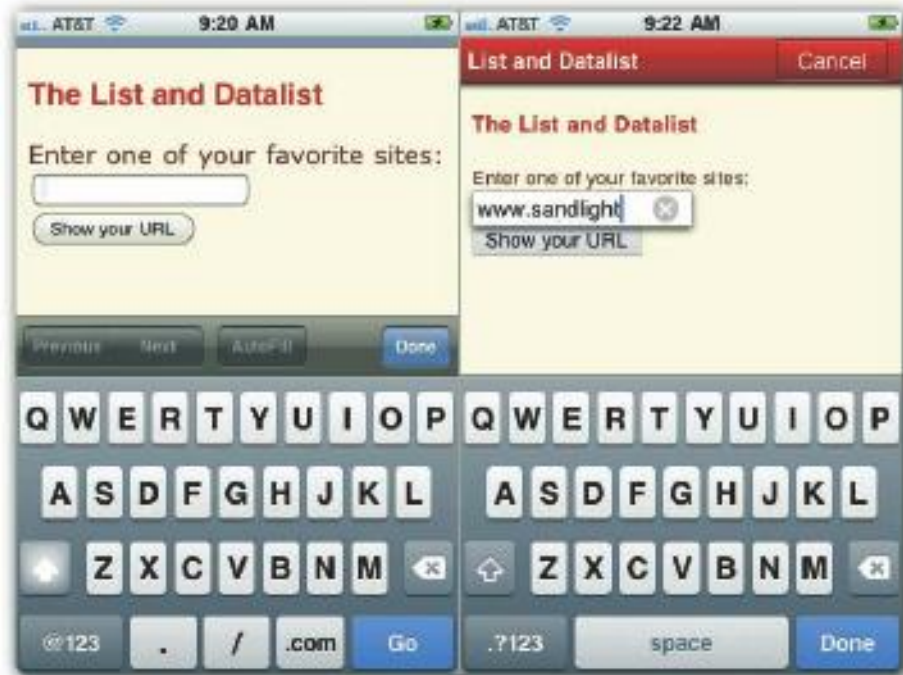 AT&T 9:20 AM
The List and Datalist
Enter one of your favorite sites:
Show your URL
Previous Next AutoFill Done
Q W E R T Y U I O P
A S D F G H J K L
Z X C V B N M
@123 . / .com Go
AT&T 9:22 AM
List and Datalist Cancel
The List and Datalist
Enter one of your favorite sites:
www.sandlight
Show your URL
Q W E R T Y U I O P
A S D F G H J K L
Z X C V B N M
.?123 space Done